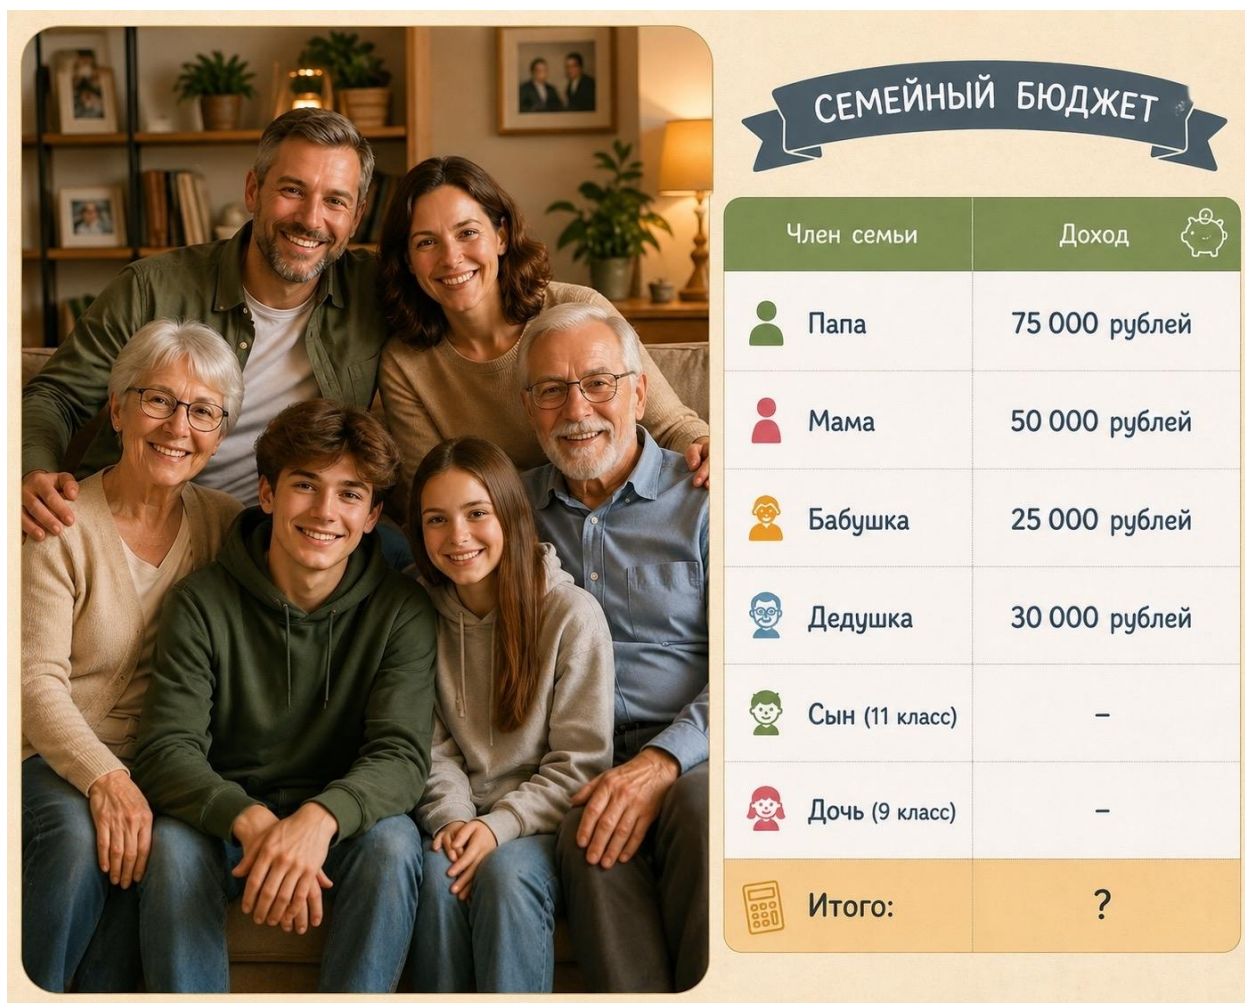 СЕМЕЙНЫЙ БЮДЖЕТ
Член семьи Доход
Папа 75 000 рублей
Мама 50 000 рублей
Бабушка 25 000 рублей
Дедушка 30 000 рублей
Сын (11 класс) –
Дочь (9 класс) –
Итого: ?